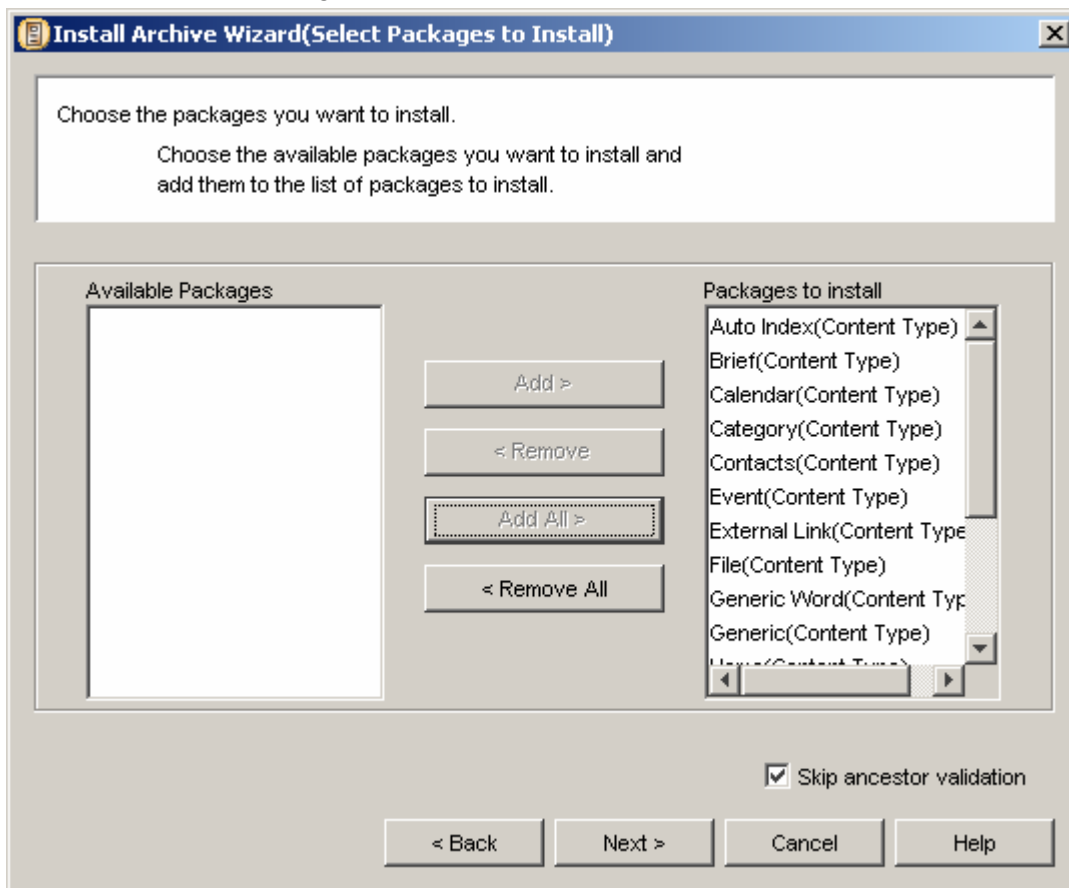 Install Archive Wizard(Select Packages to Install)
Choose the packages you want to install.
Choose the available packages you want to install and
add them to the list of packages to install.
Available Packages
Packages to install
Auto Index(Content Type)
Brief(Content Type)
Calendar(Content Type)
Category(Content Type)
Contacts(Content Type)
Event(Content Type)
External Link(Content Type
File(Content Type)
Generic Word(Content Typ
Generic(Content Type)
Add >
< Remove
Add All >
< Remove All
Skip ancestor validation
< Back
Next >
Cancel
Help